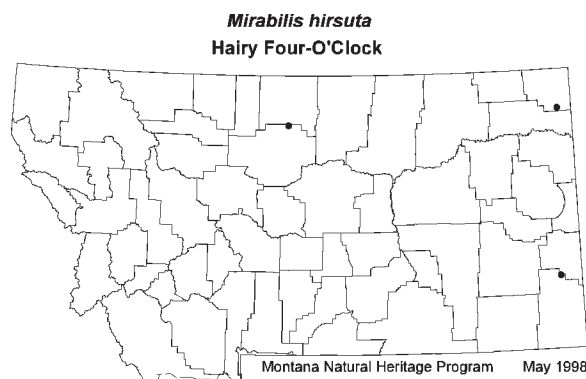 Mirabilis hirsuta
Hairy Four-O'Clock
Montana Natural Heritage Program May 1998